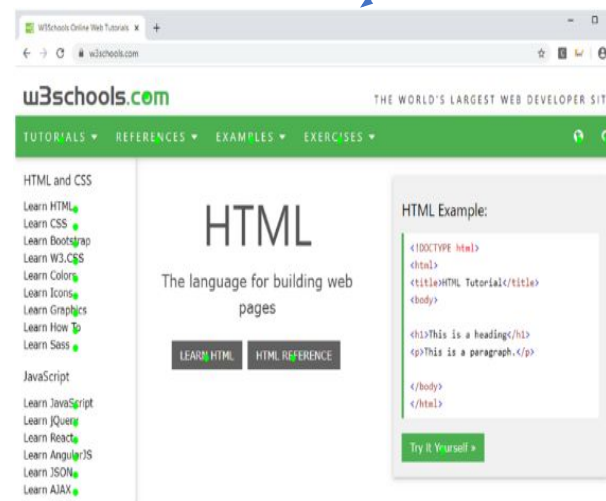 W3Schools Online Web Tutorials
w3schools.com
w3schools.com
THE WORLD'S LARGEST WEB DEVELOPER SIT
TUTORIALS
REFERENCES
EXAMPLES
EXERCISES
HTML and CSS
Learn HTML
Learn CSS
Learn Bootstrap
Learn W3.CSS
Learn Colors
Learn Icons
Learn Graphics
Learn How To
Learn Sass
JavaScript
Learn JavaScript
Learn jQuery
Learn React
Learn AngularJS
Learn JSON
Learn AJAX
HTML
The language for building web
pages
LEARN HTML
HTML REFERENCE
HTML Example:
<!DOCTYPE html>
<html>
<title>HTML Tutorial</title>
<body>
<h1>This is a heading</h1>
<p>This is a paragraph.</p>
</body>
</html>
Try It Yourself »